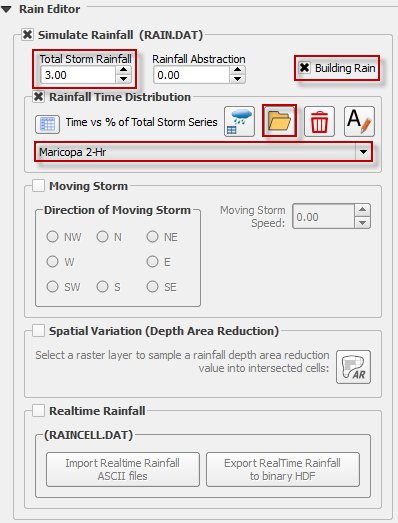 Rain Editor
Simulate Rainfall (RAIN.DAT)
Total Storm Rainfall
Rainfall Abstraction
3.00
0.00
Building Rain
Rainfall Time Distribution
Time vs % of Total Storm Series
A
Maricopa 2-Hr
Moving Storm
Direction of Moving Storm
Moving Storm
Speed:
0.00
NW
N
NE
W
E
SW
S
SE
Spatial Variation (Depth Area Reduction)
Select a raster layer to sample a rainfall depth area reduction
value into intersected cells:
AR
Realtime Rainfall
(RAINCELL.DAT)
Import Realtime Rainfall
ASCII files
Export RealTime Rainfall
to binary HDF